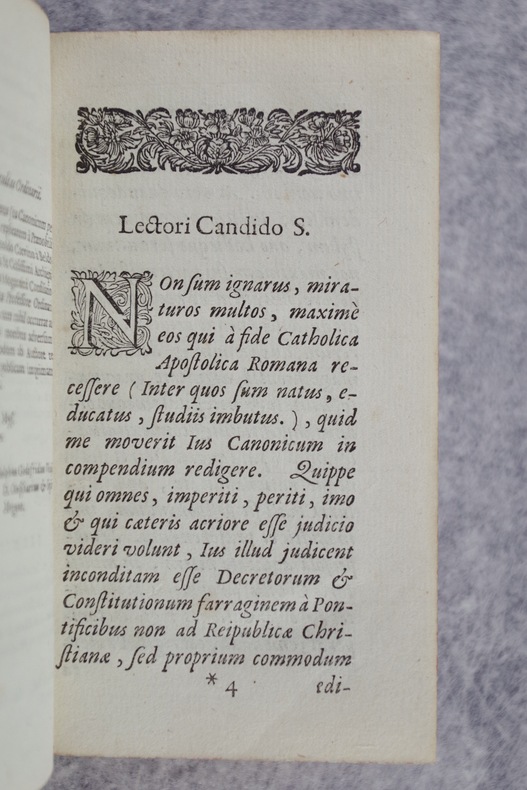 Lectori Candido S.
NOn sum ignarus, mira-
turos multos, maximè
eos qui à fide Catholica
Apostolica Romana re-
cessere ( Inter quos sum natus, e-
ducatus, studiis imbutus. ), quid
me moverit Ius Canonicum in
compendium redigere. Quippe
qui omnes, imperiti, periti, imo
& qui cæteris acriore esse judicio
videri volunt, Ius illud judicent
inconditam esse Decretorum &
Constitutionum farraginem à Pon-
tificibus non ad Reipublicæ Chri-
stianæ, sed proprium commodum
* 4 edi-